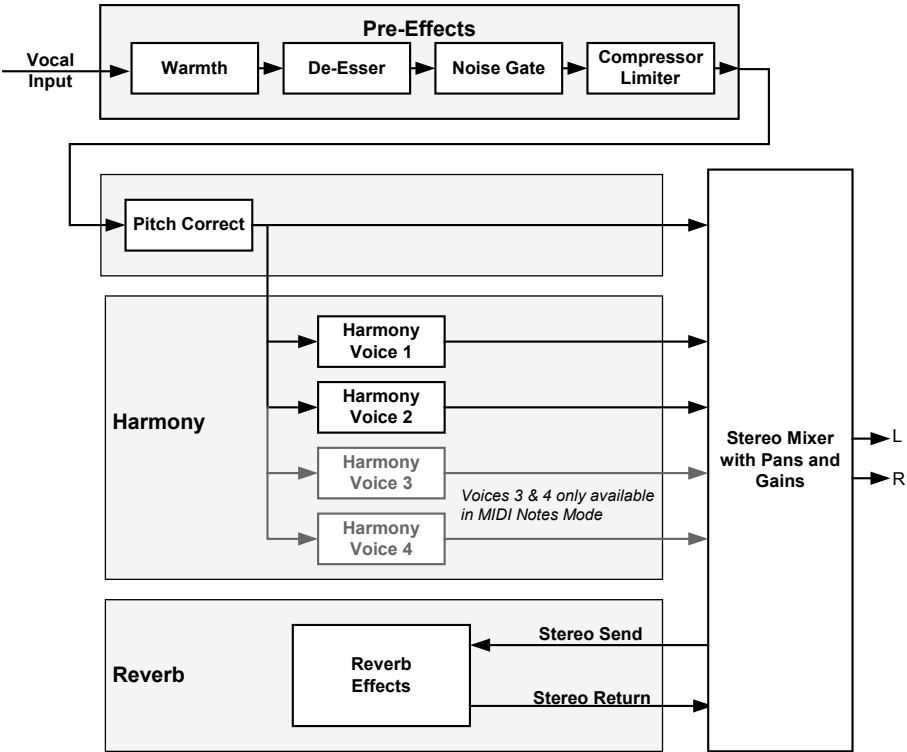 Pre-Effects
Vocal
Input
Warmth
De-Esser
Noise Gate
Compressor
Limiter
Pitch Correct
Harmony
Harmony
Voice 1
Harmony
Voice 2
Harmony
Voice 3
Harmony
Voice 4
Voices 3 & 4 only available
in MIDI Notes Mode
Stereo Mixer
with Pans and
Gains
L
R
Reverb
Reverb
Effects
Stereo Send
Stereo Return